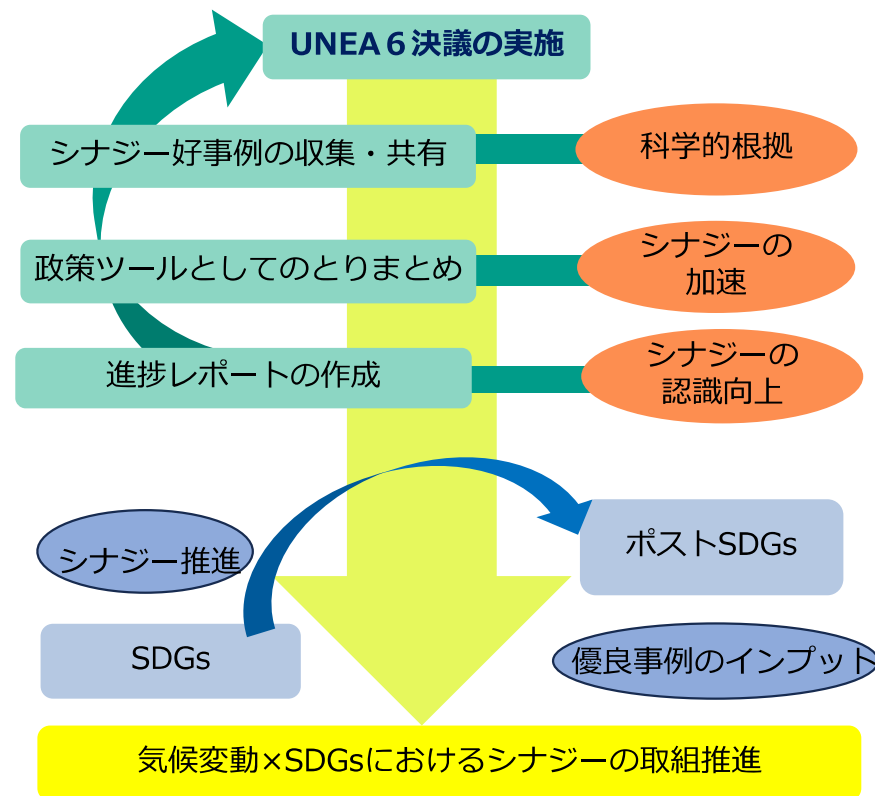 UNEA６決議の実施
シナジー好事例の収集・共有
科学的根拠
政策ツールとしてのとりまとめ
シナジーの
加速
進捗レポートの作成
シナジーの
認識向上
シナジー推進
ポストSDGs
SDGs
優良事例のインプット
気候変動×SDGsにおけるシナジーの取組推進